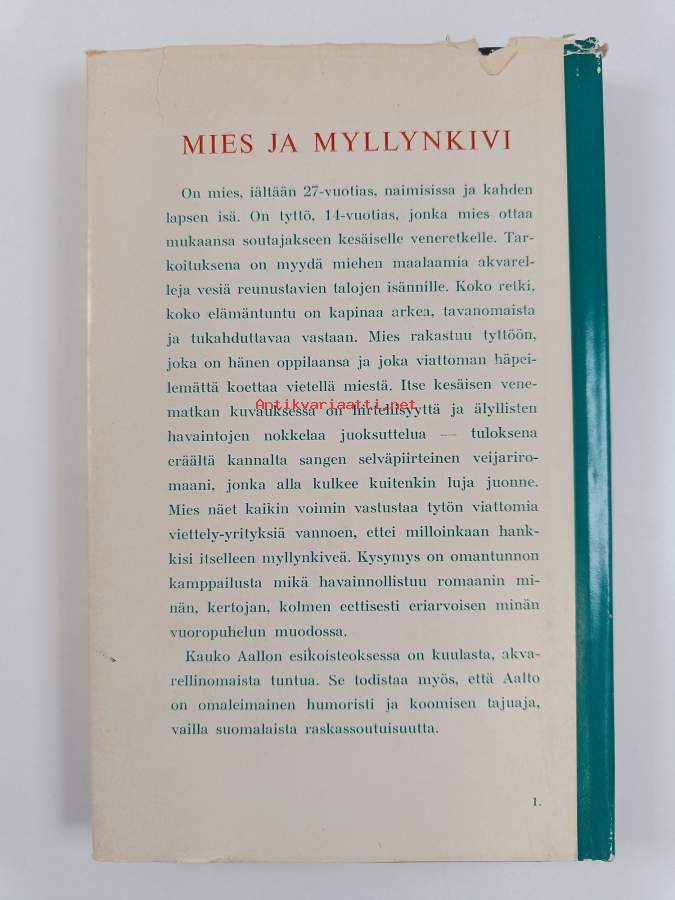 MIES JA MYLLYNKIVI
On mies, iältään 27-vuotias, naimisissa ja kahden
lapsen isä. On tyttö, 14-vuotias, jonka mies ottaa
mukaansa soutajakseen kesäiselle veneretkelle. Tar-
koituksena on myydä miehen maalaamia akvarel-
leja vesiä reunustavien talojen isännille. Koko retki,
koko elämäntuntu on kapinaa arkea, tavanomaista
ja tukahduttavaa vastaan. Mies rakastuu tyttöön,
joka on hänen oppilaansa ja joka viattoman häpei-
lemättä koettaa vietellä miestä. Itse kesäisen vene-
Antikvariaatti.net
matkan kuvauksessa on hirtehisyyttä ja älyllisten
havaintojen nokkelaa juoksuttelua — tuloksena
eräältä kannalta sangen selväpiirteinen veijariro-
maani, jonka alla kulkee kuitenkin luja juonne.
Mies näet kaikin voimin vastustaa tytön viattomia
viettely-yrityksiä vannoen, ettei milloinkaan hank-
kisi itselleen myllynkiveä. Kysymys on omantunnon
kamppailusta mikä havainnollistuu romaanin mi-
nän, kertojan, kolmen eettisesti eriarvoisen minän
vuoropuhelun muodossa.
Kauko Aallon esikoisteoksessa on kuulasta, akva-
rellinomaista tuntua. Se todistaa myös, että Aalto
on omaleimainen humoristi ja koomisen tajuaja,
vailla suomalaista raskassoutuisuutta.
1.